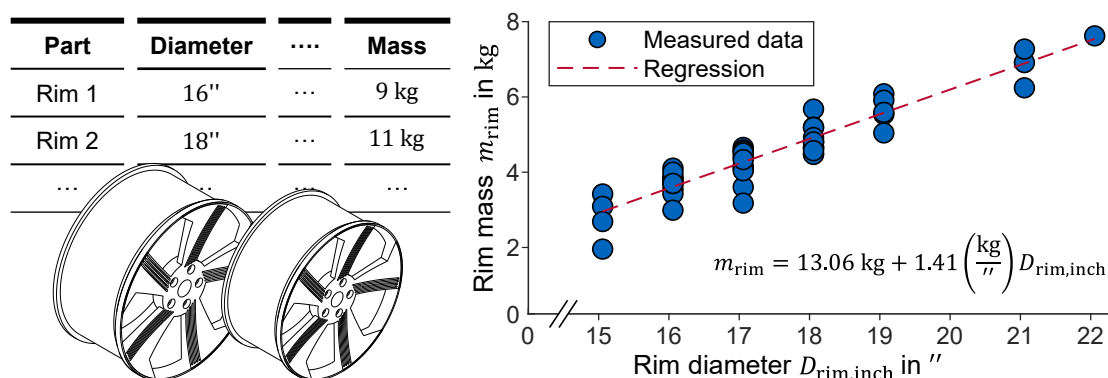 Part Diameter .... Mass
Rim 1 16'' ... 9 kg
Rim 2 18'' ... 11 kg
... .. ... ...
Rim mass m_rim in kg
8
6
4
2
0
Measured data
Regression
m_rim = 13.06 kg + 1.41 (kg/'') D_rim,inch
0 15 16 17 18 19 20 21 22
Rim diameter D_rim,inch in ''